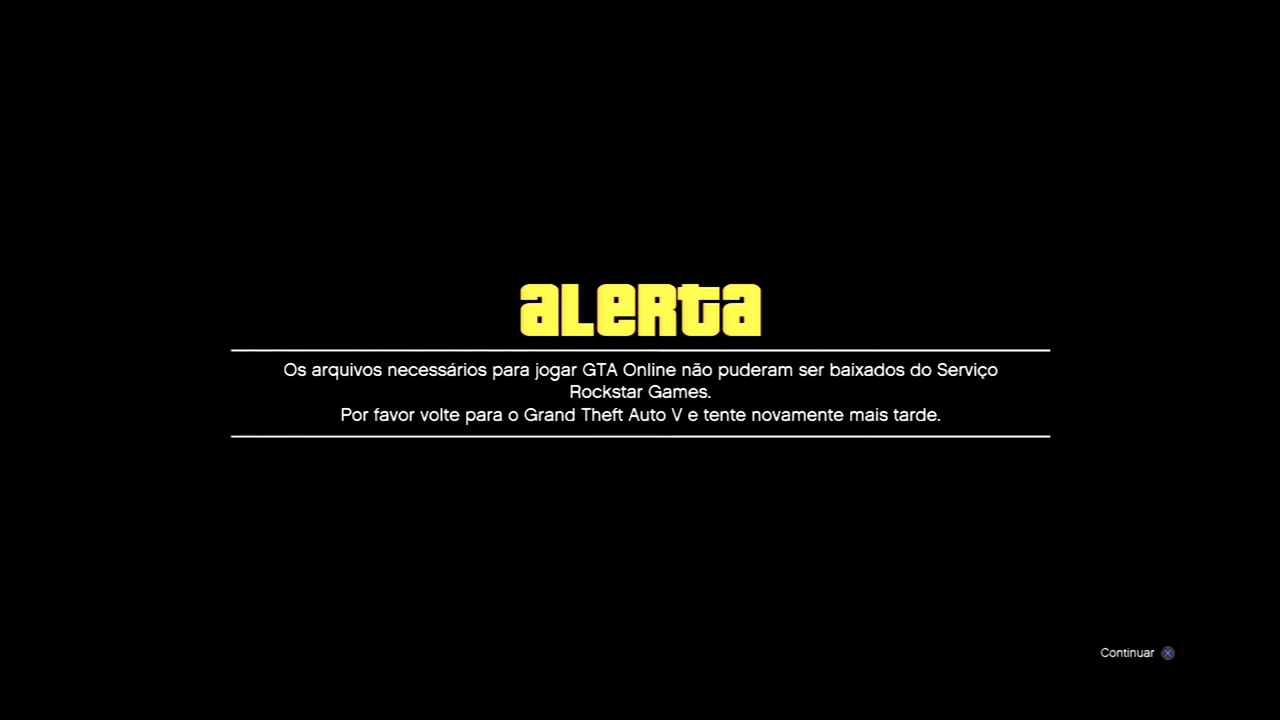 alerta
Os arquivos necessários para jogar GTA Online não puderam ser baixados do Serviço
Rockstar Games.
Por favor volte para o Grand Theft Auto V e tente novamente mais tarde.
Continuar